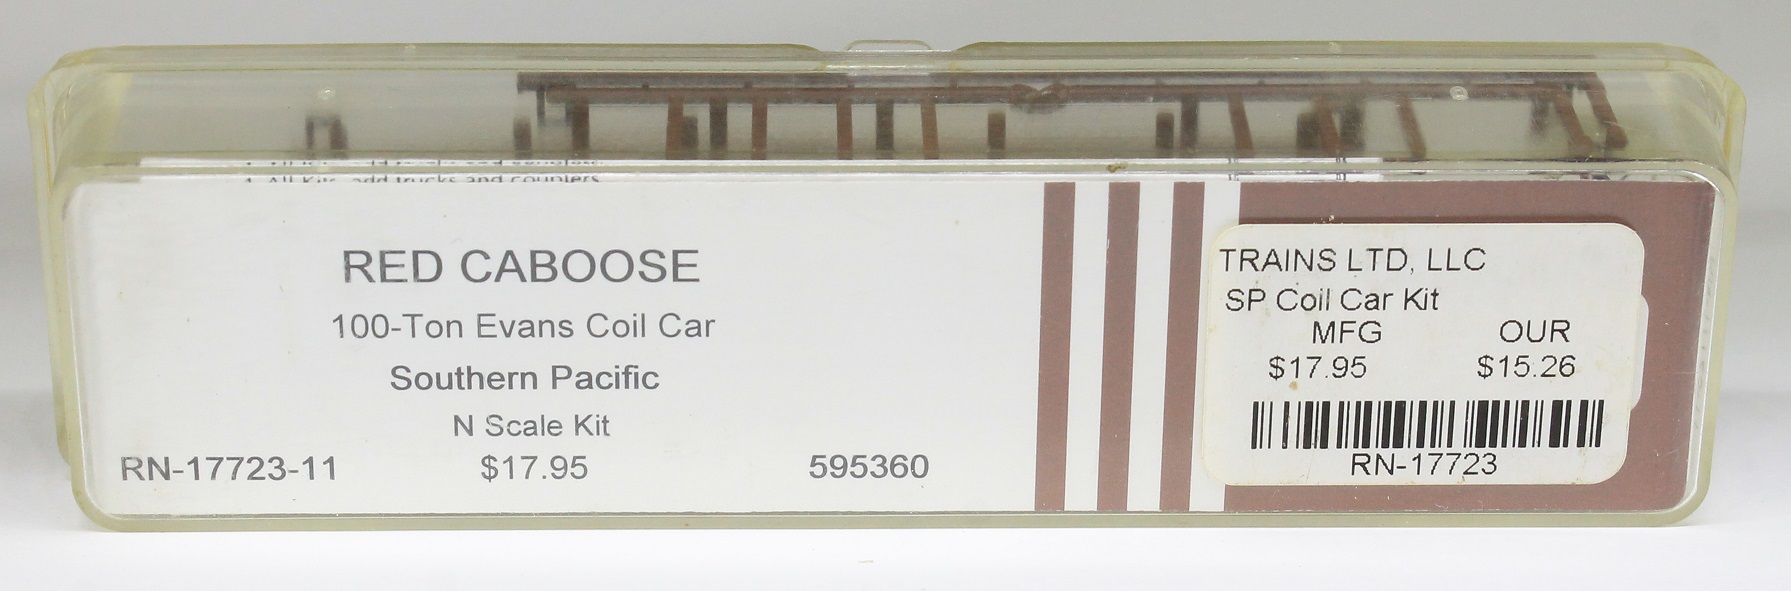 4. All Kits add trucks and couplers.
RED CABOOSE
100-Ton Evans Coil Car
Southern Pacific
N Scale Kit
RN-17723-11 $17.95 595360
TRAINS LTD, LLC
SP Coil Car Kit
MFG OUR
$17.95 $15.26
RN-17723